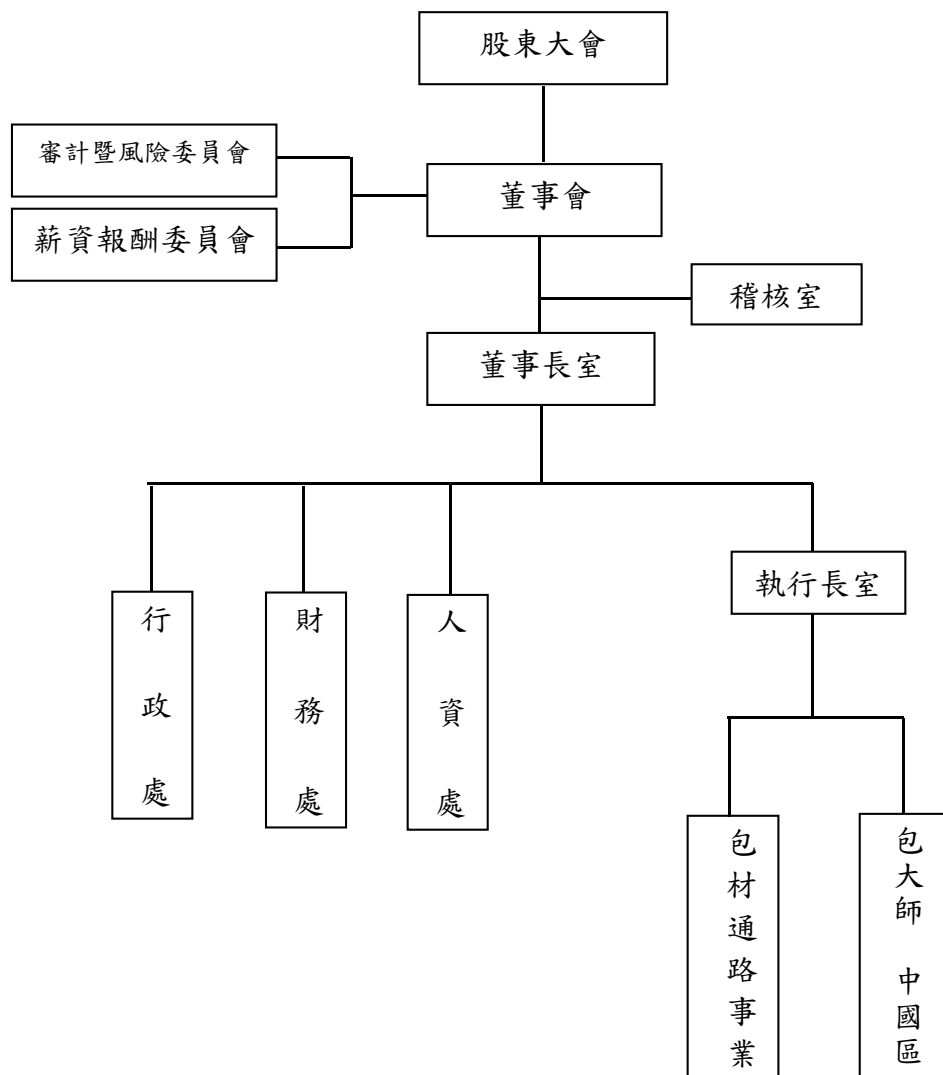 股東大會
審計暨風險委員會
董事會
薪資報酬委員會
稽核室
董事長室
執行長室
行政處
財務處
人資處
包材通路事業
包大師 中國區